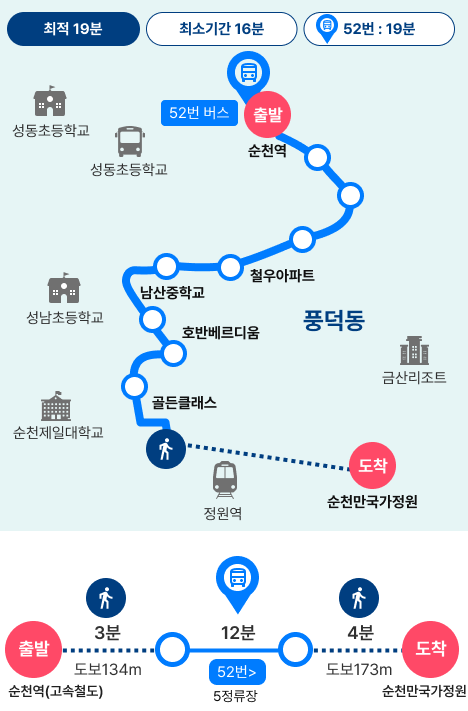 최적 19분
최소기간 16분
52번 : 19분
52번 버스
출발
성동초등학교
순천역
성동초등학교
철우아파트
남산중학교
풍덕동
성남초등학교
호반베르디움
금산리조트
골든클래스
순천제일대학교
도착
순천만국가정원
정원역
3분
12분
4분
출발
도착
도보134m
52번>
도보173m
순천역(고속철도)
5정류장
순천만국가정원